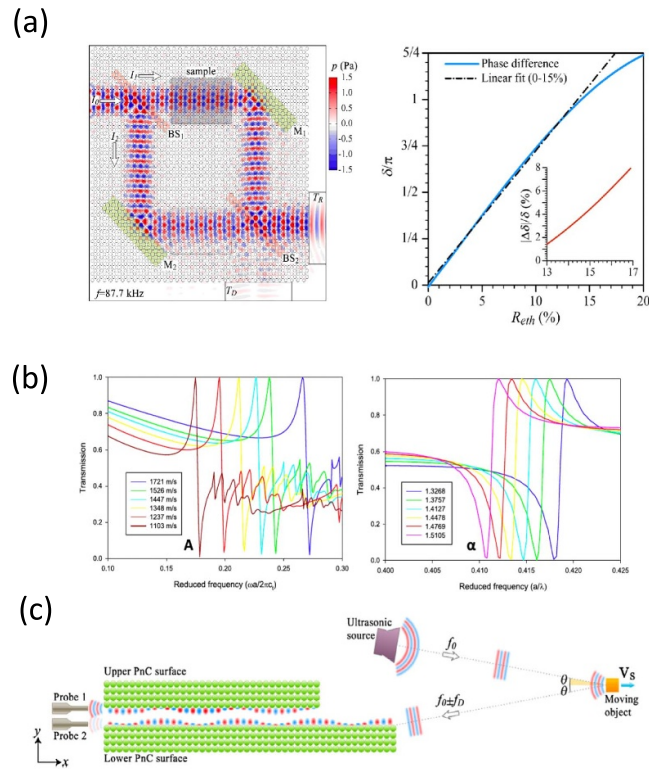 (a)
p (Pa)
1.5
1.0
0.5
0.0
-0.5
-1.0
-1.5
I₁
sample
I₀
BS₁
M₁
I₂
M₂
BS₂
T_R
T_D
f=87.7 kHz
5/4
1
3/4
1/2
1/4
0
δ/π
Phase difference
Linear fit (0-15%)
8
6
4
2
0
|Δδ|/δ (%)
13 15 17
0 5 10 15 20
R_eth (%)
(b)
1.0
0.8
0.6
0.4
0.2
0.0
Transmission
1721 m/s
1526 m/s
1447 m/s
1348 m/s
1237 m/s
1103 m/s
A
0.10 0.15 0.20 0.25 0.30
Reduced frequency (ωa/2πcₜ)
1.0
0.8
0.6
0.4
0.2
0.0
Transmission
1.3268
1.3757
1.4127
1.4478
1.4769
1.5105
α
0.400 0.405 0.410 0.415 0.420 0.425
Reduced frequency (a/λ)
(c)
Upper PnC surface
Probe 1
Probe 2
y
x
Lower PnC surface
Ultrasonic
source
f₀
θ
θ
V_S
Moving
object
f₀±f_D